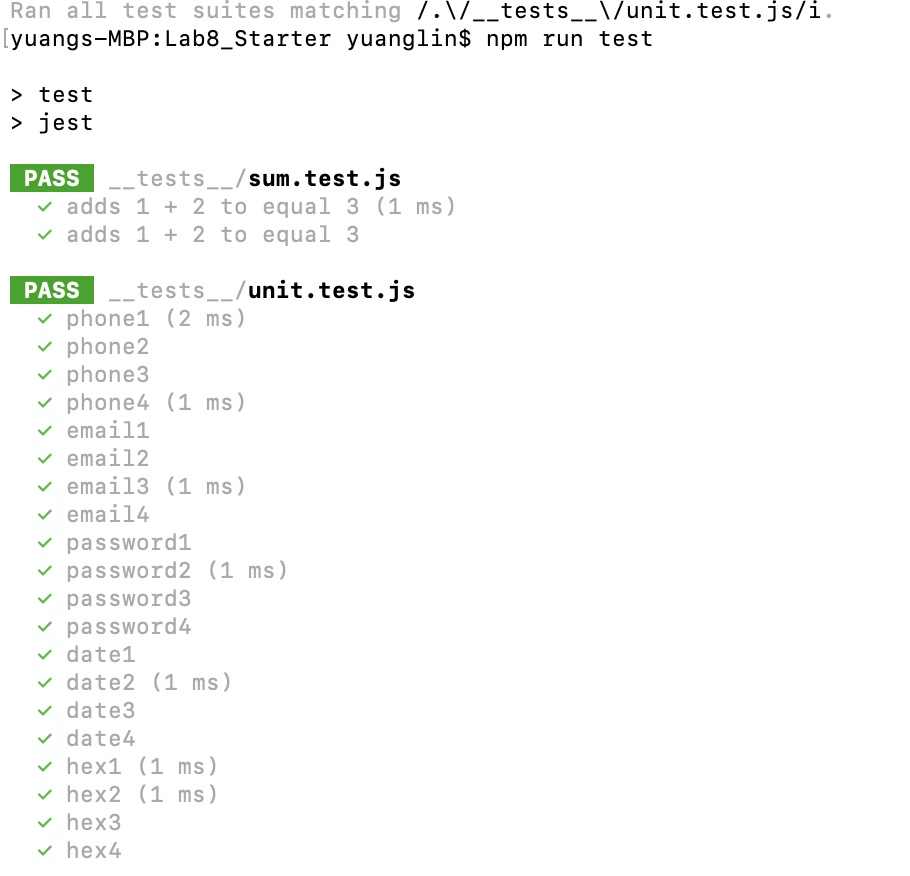 Ran all test suites matching /.\/__tests__\/unit.test.js/i.
[yuangs-MBP:Lab8_Starter yuanglin$ npm run test
> test
> jest
PASS __tests__/sum.test.js
✓ adds 1 + 2 to equal 3 (1 ms)
✓ adds 1 + 2 to equal 3
PASS __tests__/unit.test.js
✓ phone1 (2 ms)
✓ phone2
✓ phone3
✓ phone4 (1 ms)
✓ email1
✓ email2
✓ email3 (1 ms)
✓ email4
✓ password1
✓ password2 (1 ms)
✓ password3
✓ password4
✓ date1
✓ date2 (1 ms)
✓ date3
✓ date4
✓ hex1 (1 ms)
✓ hex2 (1 ms)
✓ hex3
✓ hex4